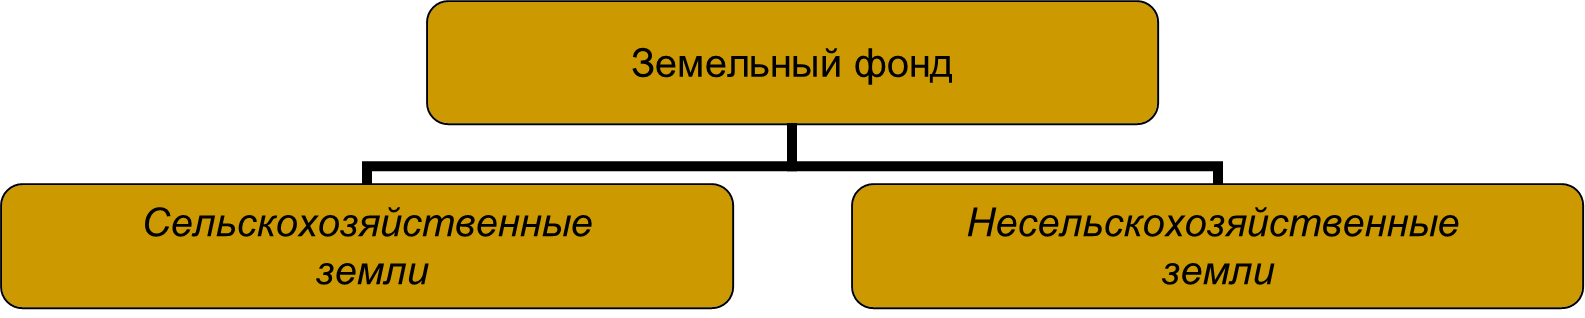 Земельный фонд
Сельскохозяйственные
земли
Несельскохозяйственные
земли